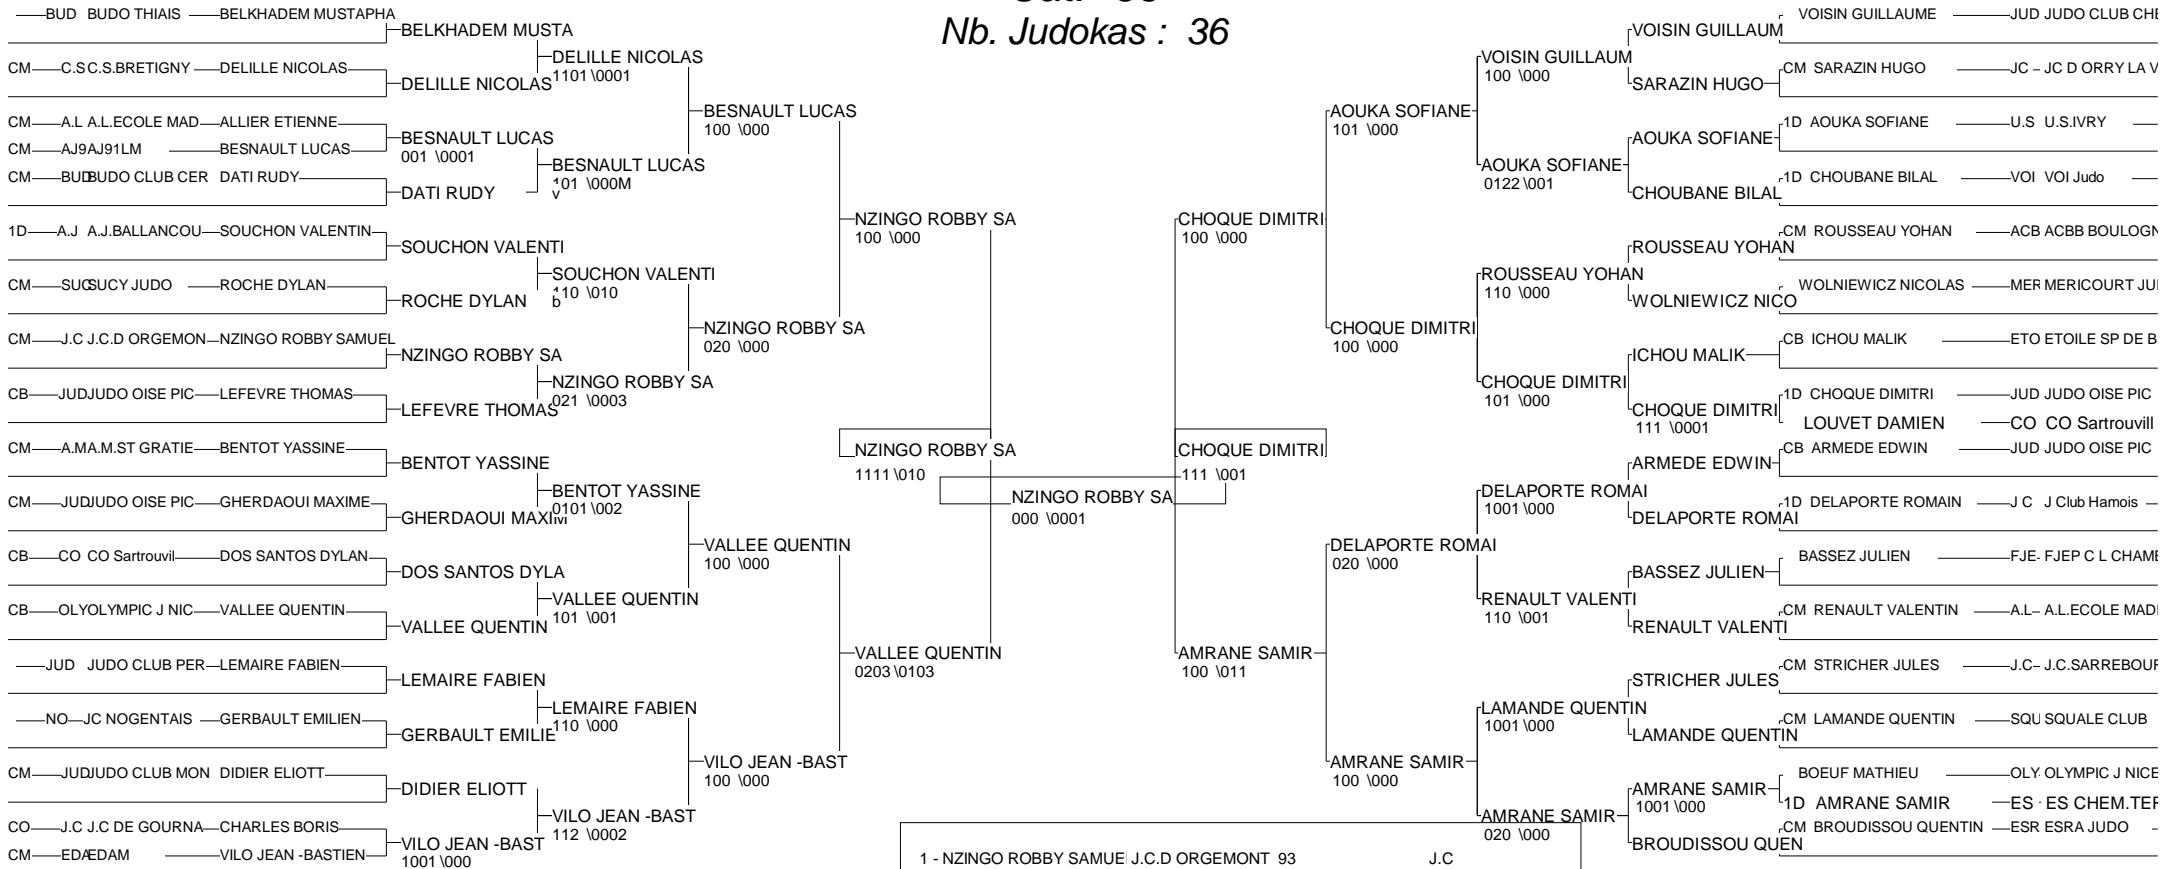 Nb. Judokas : 36
BUD BUDO THIAIS BELKHADEM MUSTAPHA
CM C.S C.S.BRETIGNY DELILLE NICOLAS
CM A.L A.L.ECOLE MAD ALLIER ETIENNE
CM AJ9 AJ91LM BESNAULT LUCAS
CM BUD BUDO CLUB CER DATI RUDY
1D A.J A.J.BALLANCOU SOUCHON VALENTIN
CM SUC SUCY JUDO ROCHE DYLAN
CM J.C J.C.D ORGEMON NZINGO ROBBY SAMUEL
CB JUD JUDO OISE PIC LEFEVRE THOMAS
CM A.M A.M.ST GRATIE BENTOT YASSINE
CM JUD JUDO OISE PIC GHERDAOUI MAXIME
CB CO CO Sartrouvil DOS SANTOS DYLAN
CB OLY OLYMPIC J NIC VALLEE QUENTIN
JUD JUDO CLUB PER LEMAIRE FABIEN
NO JC NOGENTAIS GERBAULT EMILIEN
CM JUD JUDO CLUB MON DIDIER ELIOTT
CO J.C J.C DE GOURNA CHARLES BORIS
CM EDA EDAM VILO JEAN -BASTIEN
BELKHADEM MUSTA
DELILLE NICOLAS
BESNAULT LUCAS
001 \0001
DATI RUDY
SOUCHON VALENTI
ROCHE DYLAN
NZINGO ROBBY SA
LEFEVRE THOMAS
BENTOT YASSINE
GHERDAOUI MAXIM
DOS SANTOS DYLA
VALLEE QUENTIN
LEMAIRE FABIEN
GERBAULT EMILIE
DIDIER ELIOTT
VILO JEAN -BAST
1001 \000
DELILLE NICOLAS
1101 \0001
BESNAULT LUCAS
101 \000M
v
SOUCHON VALENTI
110 \010
b
NZINGO ROBBY SA
021 \0003
BENTOT YASSINE
0101 \002
VALLEE QUENTIN
101 \001
LEMAIRE FABIEN
110 \000
VILO JEAN -BAST
112 \0002
BESNAULT LUCAS
100 \000
NZINGO ROBBY SA
020 \000
VALLEE QUENTIN
100 \000
VILO JEAN -BAST
100 \000
NZINGO ROBBY SA
100 \000
VALLEE QUENTIN
0203 \0103
NZINGO ROBBY SA
1111 \010
NZINGO ROBBY SA
000 \0001
CHOQUE DIMITRI
111 \001
CHOQUE DIMITRI
100 \000
AMRANE SAMIR
100 \011
AOUKA SOFIANE
101 \000
CHOQUE DIMITRI
100 \000
DELAPORTE ROMAI
020 \000
AMRANE SAMIR
100 \000
VOISIN GUILLAUM
100 \000
AOUKA SOFIANE
0122 \001
ROUSSEAU YOHAN
110 \000
CHOQUE DIMITRI
101 \000
DELAPORTE ROMAI
1001 \000
RENAULT VALENTI
110 \001
LAMANDE QUENTIN
1001 \000
AMRANE SAMIR
020 \000
VOISIN GUILLAUM
SARAZIN HUGO
AOUKA SOFIANE
CHOUBANE BILAL
ROUSSEAU YOHAN
WOLNIEWICZ NICO
ICHOU MALIK
CHOQUE DIMITRI
111 \0001
ARMEDE EDWIN
DELAPORTE ROMAI
BASSEZ JULIEN
RENAULT VALENTI
STRICHER JULES
LAMANDE QUENTIN
AMRANE SAMIR
1001 \000
BROUDISSOU QUEN
VOISIN GUILLAUME JUD JUDO CLUB CHE
CM SARAZIN HUGO JC JC D ORRY LA V
1D AOUKA SOFIANE U.S U.S.IVRY
1D CHOUBANE BILAL VOI VOI Judo
CM ROUSSEAU YOHAN ACB ACBB BOULOGN
WOLNIEWICZ NICOLAS MER MERICOURT JU
CB ICHOU MALIK ETO ETOILE SP DE B
1D CHOQUE DIMITRI JUD JUDO OISE PIC
LOUVET DAMIEN CO CO Sartrouvill
CB ARMEDE EDWIN JUD JUDO OISE PIC
1D DELAPORTE ROMAIN J C J Club Hamois
BASSEZ JULIEN FJE FJEP C L CHAM
CM RENAULT VALENTIN A.L A.L.ECOLE MAD
CM STRICHER JULES J.C J.C.SARREBOU
CM LAMANDE QUENTIN SQU SQUALE CLUB
BOEUF MATHIEU OLY OLYMPIC J NICE
1D AMRANE SAMIR ES ES CHEM.TER
CM BROUDISSOU QUENTIN ESR ESRA JUDO
1 - NZINGO ROBBY SAMUE J.C.D ORGEMONT 93 J.C